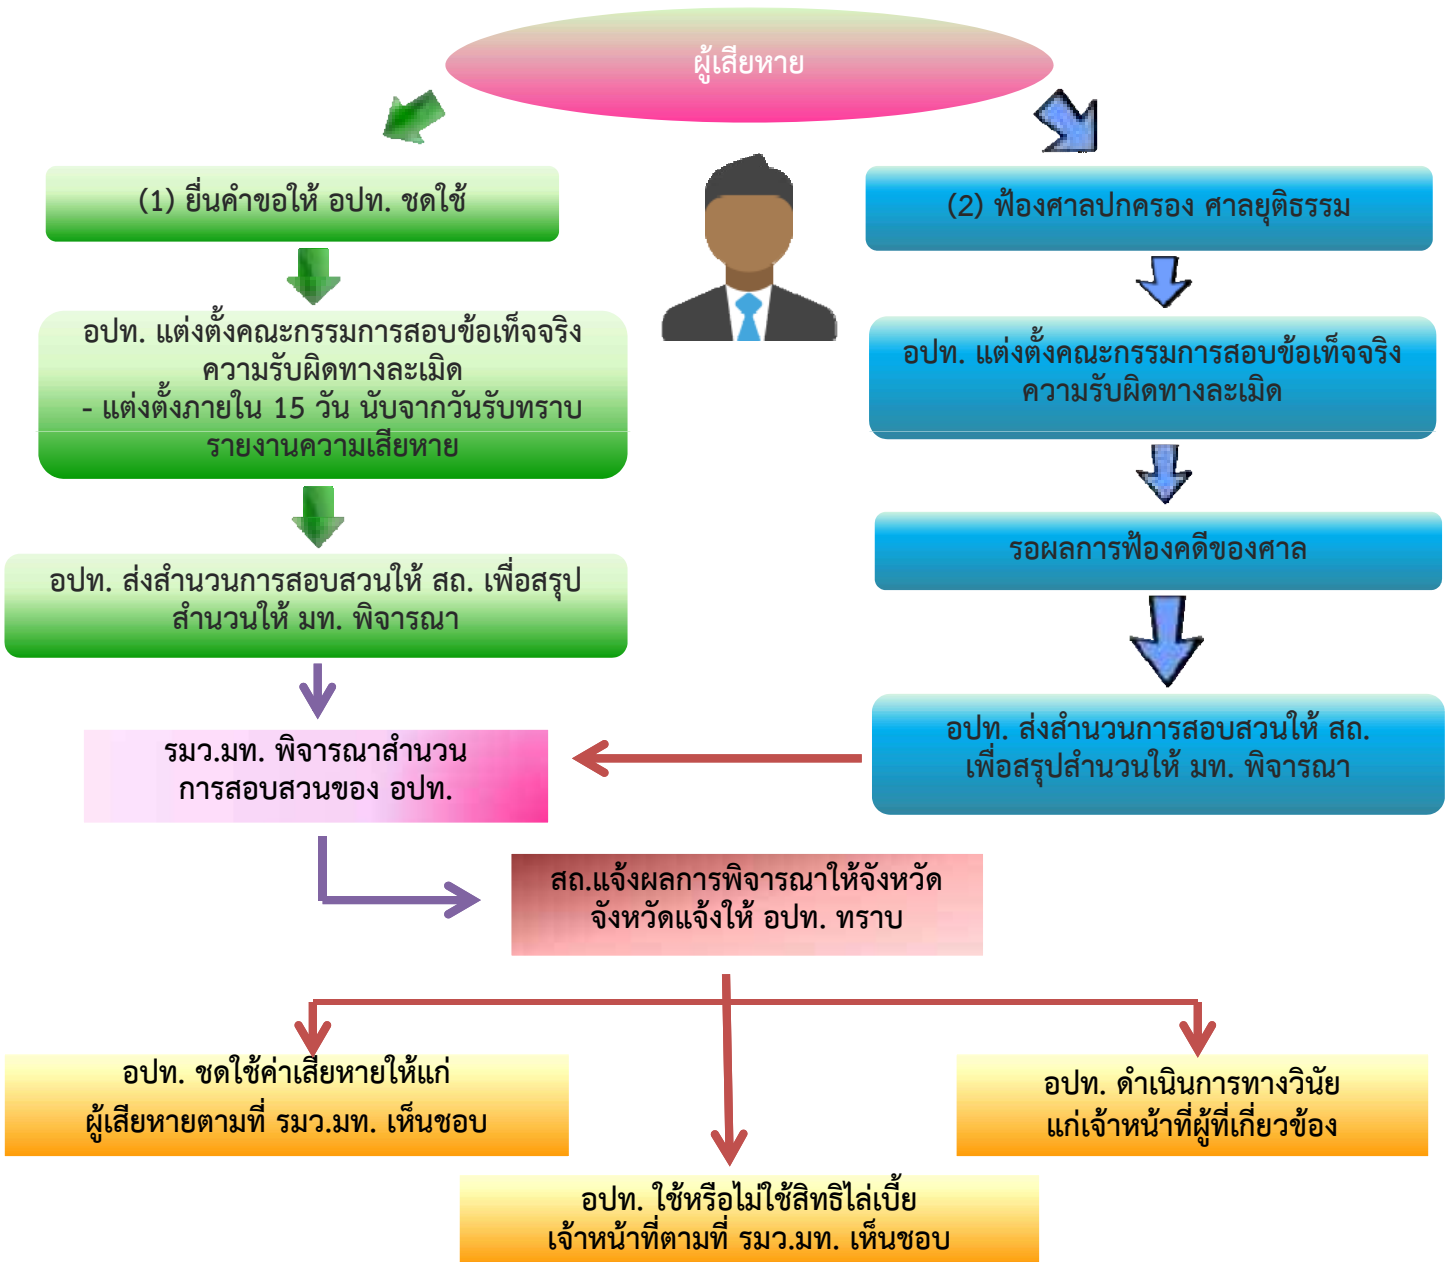 ผู้เสียหาย
(1) ยื่นคำขอให้ อปท. ชดใช้
(2) ฟ้องศาลปกครอง ศาลยุติธรรม
อปท. แต่งตั้งคณะกรรมการสอบข้อเท็จจริง
ความรับผิดทางละเมิด
- แต่งตั้งภายใน 15 วัน นับจากวันรับทราบ
รายงานความเสียหาย
อปท. แต่งตั้งคณะกรรมการสอบข้อเท็จจริง
ความรับผิดทางละเมิด
รอผลการฟ้องคดีของศาล
อปท. ส่งสำนวนการสอบสวนให้ สถ. เพื่อสรุป
สำนวนให้ มท. พิจารณา
อปท. ส่งสำนวนการสอบสวนให้ สถ.
เพื่อสรุปสำนวนให้ มท. พิจารณา
รมว.มท. พิจารณาสำนวน
การสอบสวนของ อปท.
สถ.แจ้งผลการพิจารณาให้จังหวัด
จังหวัดแจ้งให้ อปท. ทราบ
อปท. ชดใช้ค่าเสียหายให้แก่
ผู้เสียหายตามที่ รมว.มท. เห็นชอบ
อปท. ดำเนินการทางวินัย
แก่เจ้าหน้าที่ผู้ที่เกี่ยวข้อง
อปท. ใช้หรือไม่ใช้สิทธิไล่เบี้ย
เจ้าหน้าที่ตามที่ รมว.มท. เห็นชอบ